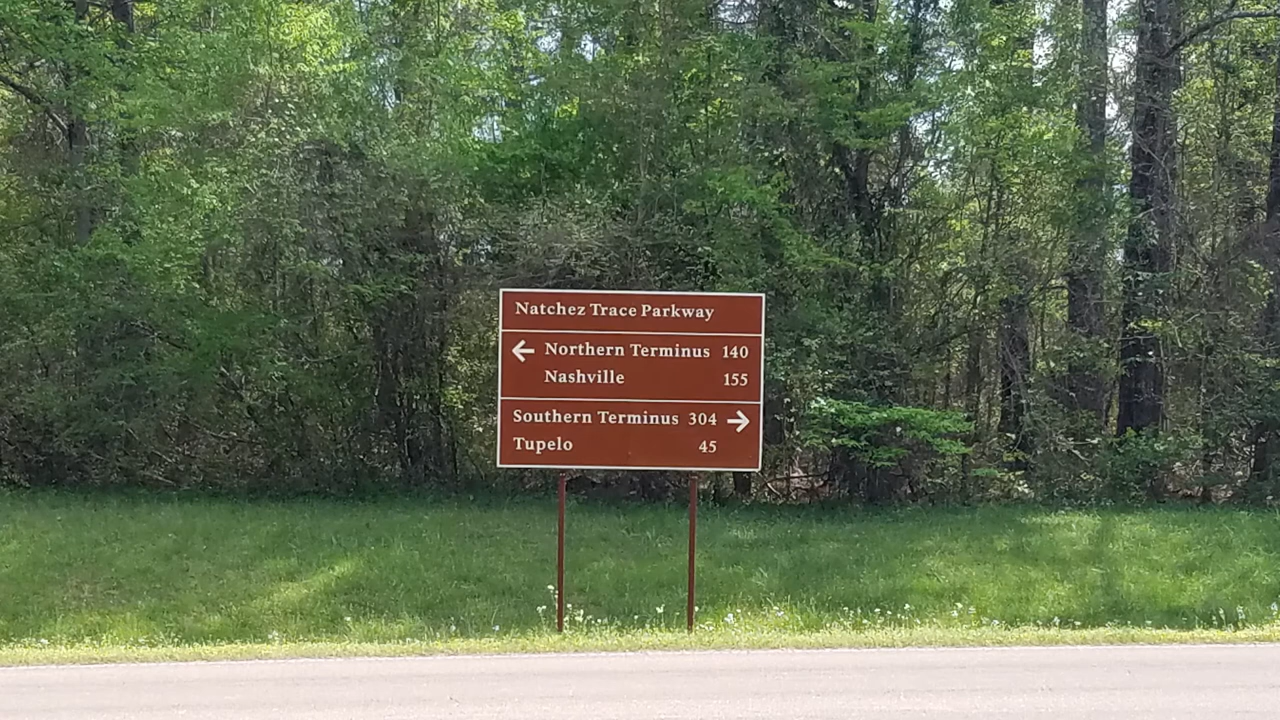 Natchez Trace Parkway
← Northern Terminus 140
Nashville 155
Southern Terminus 304 →
Tupelo 45